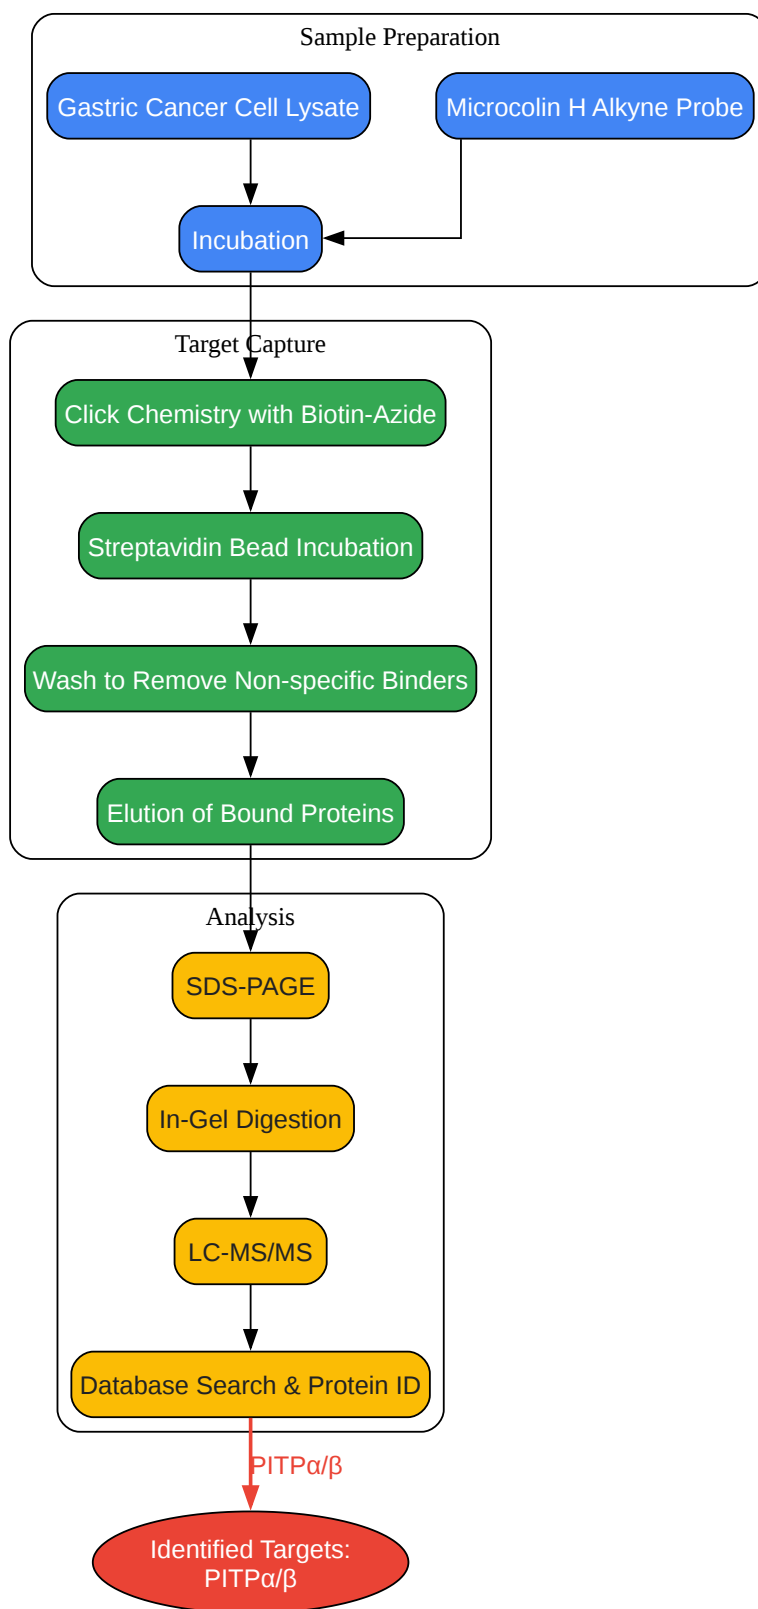 Sample Preparation
Gastric Cancer Cell Lysate
Microcolin H Alkyne Probe
Incubation
Target Capture
Click Chemistry with Biotin-Azide
Streptavidin Bead Incubation
Wash to Remove Non-specific Binders
Elution of Bound Proteins
Analysis
SDS-PAGE
In-Gel Digestion
LC-MS/MS
Database Search & Protein ID
PITPα/β
Identified Targets:
PITPα/β